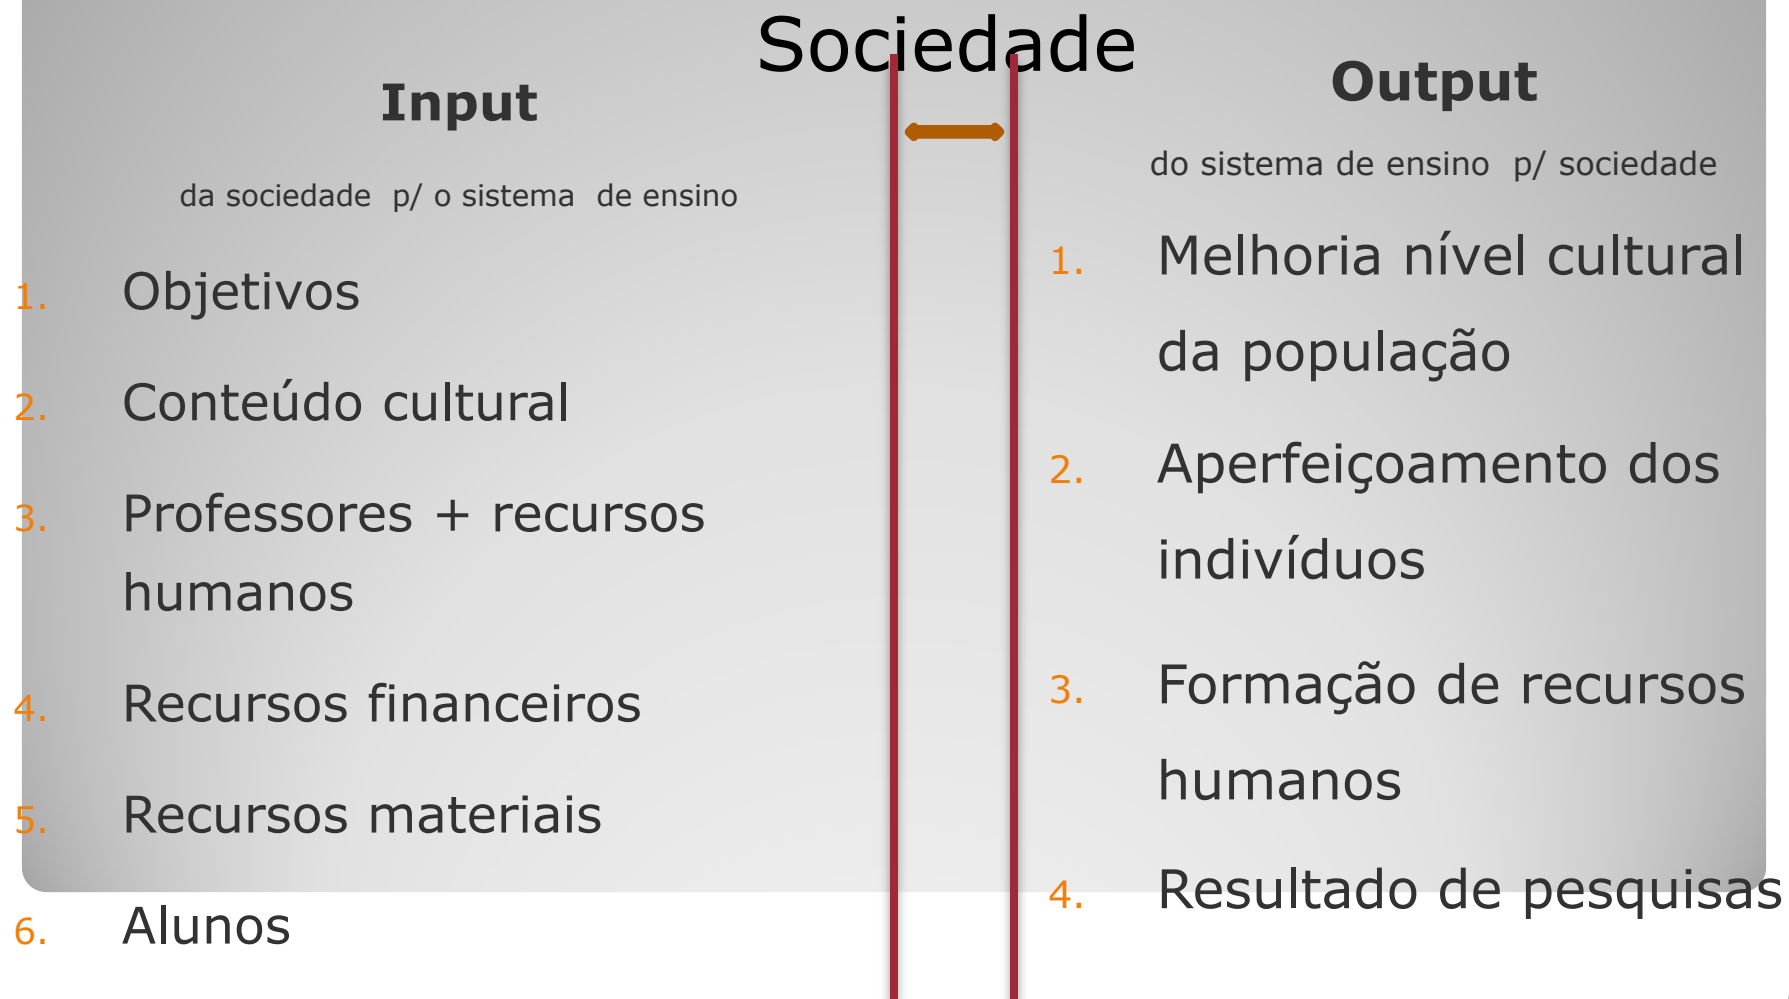 Sociedade
Input
da sociedade p/ o sistema de ensino
1. Objetivos
2. Conteúdo cultural
3. Professores + recursos
humanos
4. Recursos financeiros
5. Recursos materiais
6. Alunos
Output
do sistema de ensino p/ sociedade
1. Melhoria nível cultural
da população
2. Aperfeiçoamento dos
indivíduos
3. Formação de recursos
humanos
4. Resultado de pesquisas